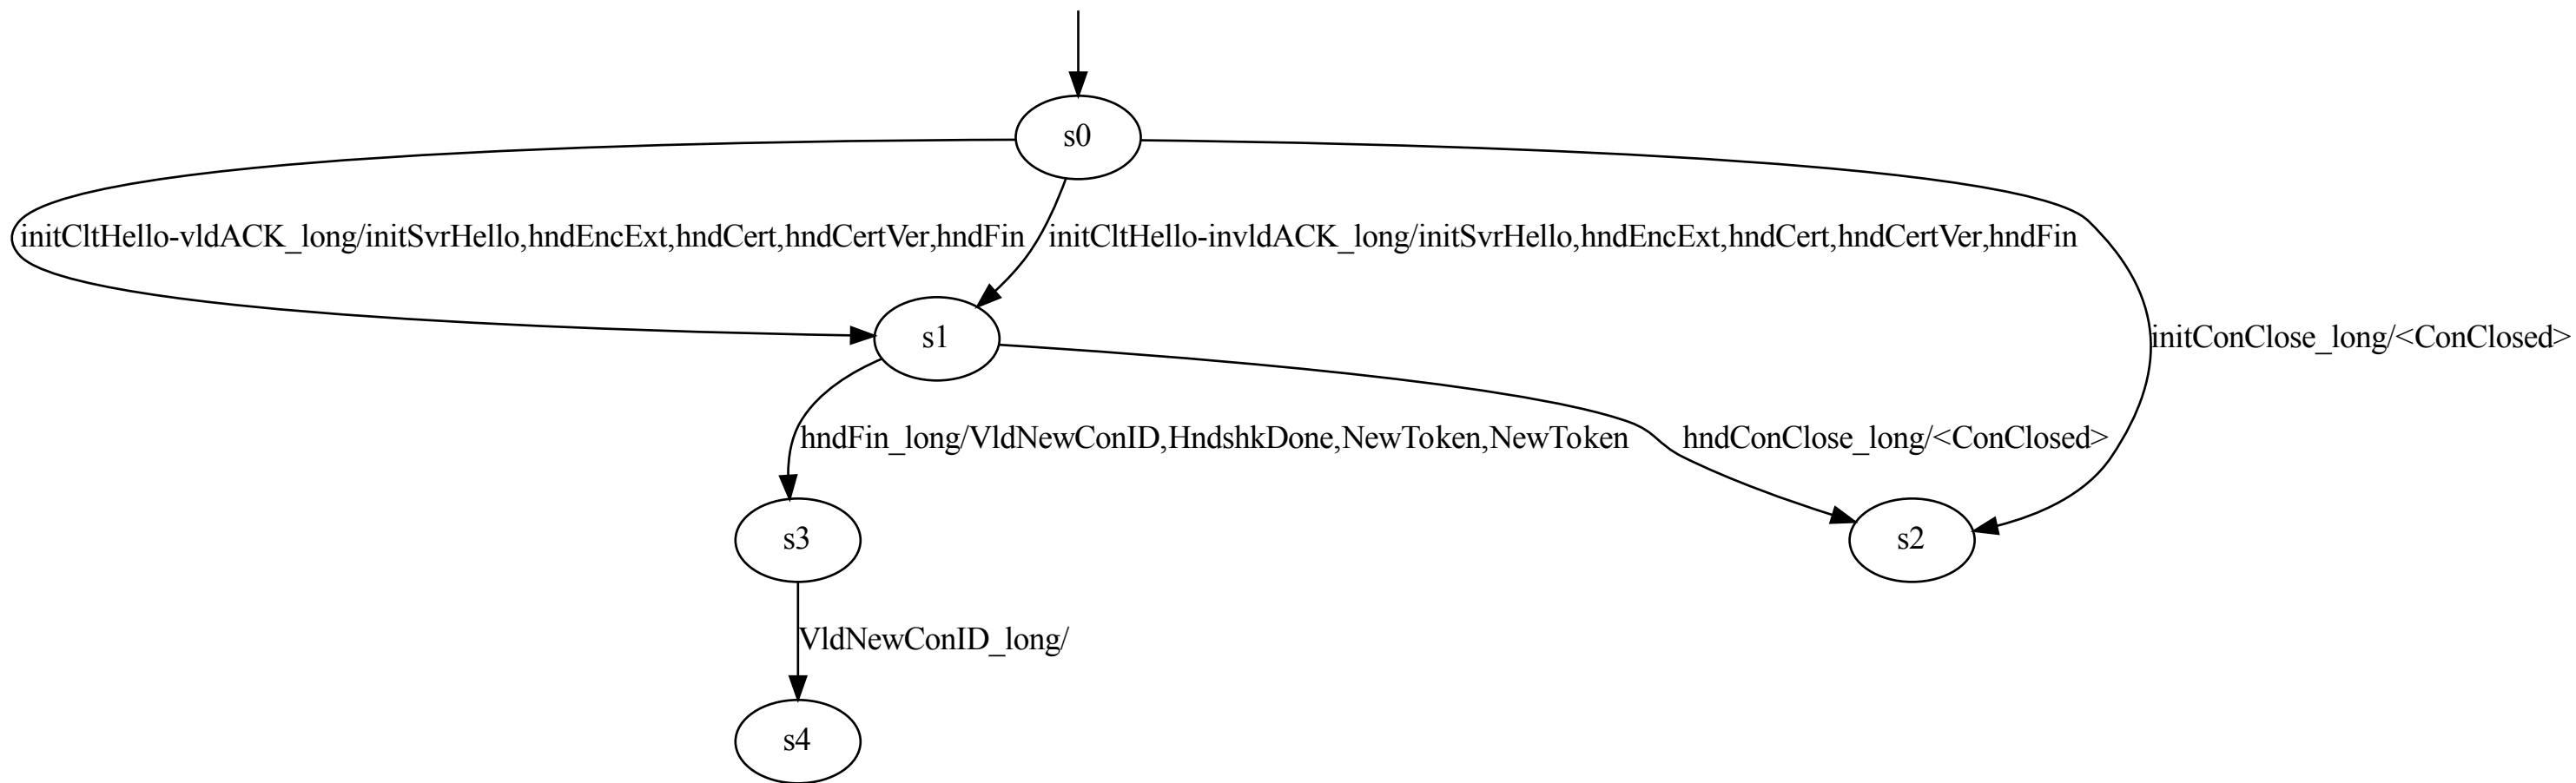 s0
initCltHello-vldACK_long/initSvrHello,hndEncExt,hndCert,hndCertVer,hndFin
initCltHello-invldACK_long/initSvrHello,hndEncExt,hndCert,hndCertVer,hndFin
s1
initConClose_long/<ConClosed>
hndFin_long/VldNewConID,HndshkDone,NewToken,NewToken
hndConClose_long/<ConClosed>
s3
s2
VldNewConID_long/
s4